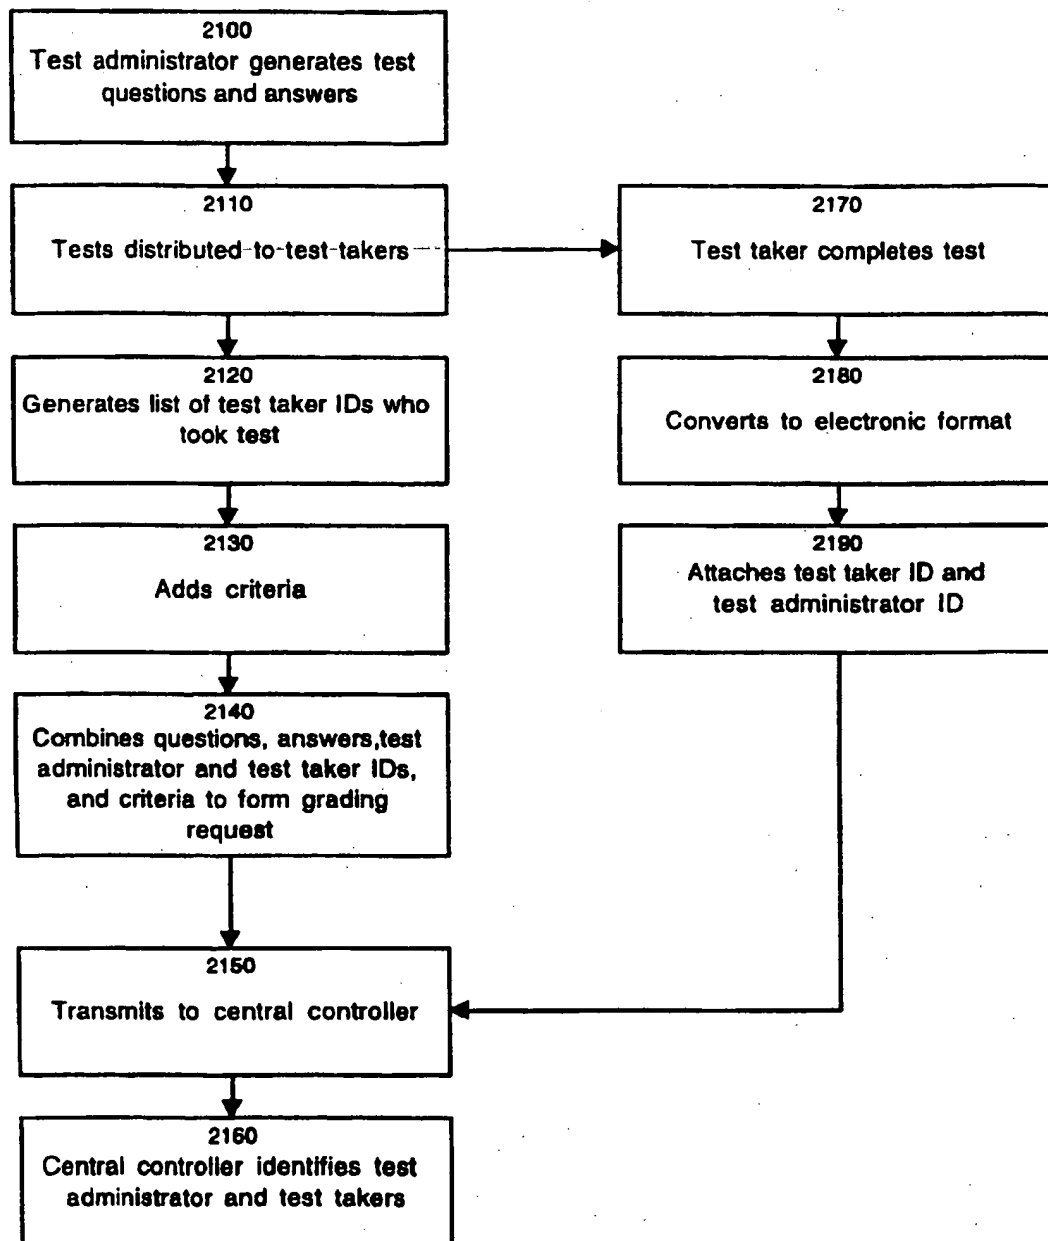 2100
Test administrator generates test
questions and answers
2110
Tests distributed to test takers
2120
Generates list of test taker IDs who
took test
2130
Adds criteria
2140
Combines questions, answers,test
administrator and test taker IDs,
and criteria to form grading
request
2150
Transmits to central controller
2160
Central controller identifies test
administrator and test takers
2170
Test taker completes test
2180
Converts to electronic format
2190
Attaches test taker ID and
test administrator ID